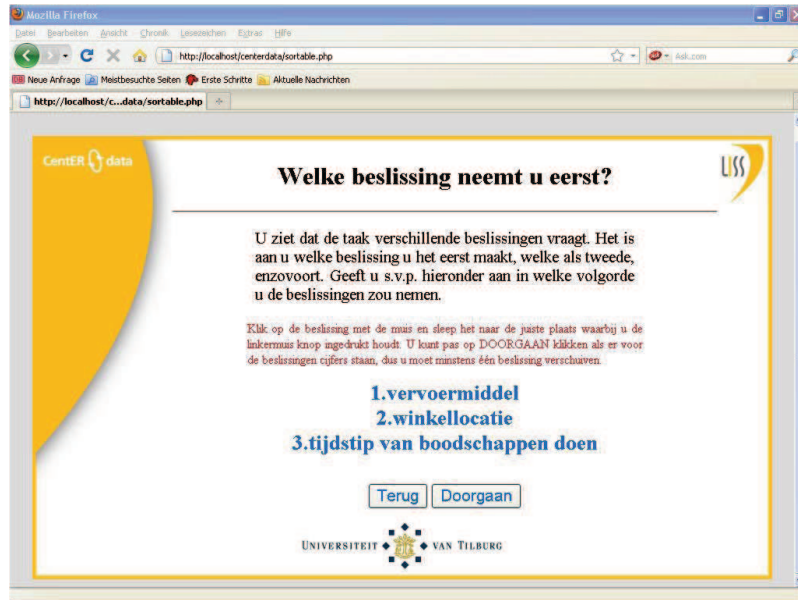 Mozilla Firefox
Datei Bearbeiten Ansicht Chronik Lesezeichen Extras Hilfe
http://localhost/centerdata/sortable.php
Ask.com
Neue Anfrage Meistbesuchte Seiten Erste Schritte Aktuelle Nachrichten
http://localhost/c...data/sortable.php
CentER data
LISS
Welke beslissing neemt u eerst?
U ziet dat de taak verschillende beslissingen vraagt. Het is
aan u welke beslissing u het eerst maakt, welke als tweede,
enzovoort. Geeft u s.v.p. hieronder aan in welke volgorde
u de beslissingen zou nemen.
Klik op de beslissing met de muis en sleep het naar de juiste plaats waarbij u de
linkermuis knop ingedrukt houdt. U kunt pas op DOORGAAN klikken als er voor
de beslissingen cijfers staan, dus u moet minstens één beslissing verschuiven.
1.vervoermiddel
2.winkellocatie
3.tijdstip van boodschappen doen
Terug Doorgaan
UNIVERSITEIT VAN TILBURG